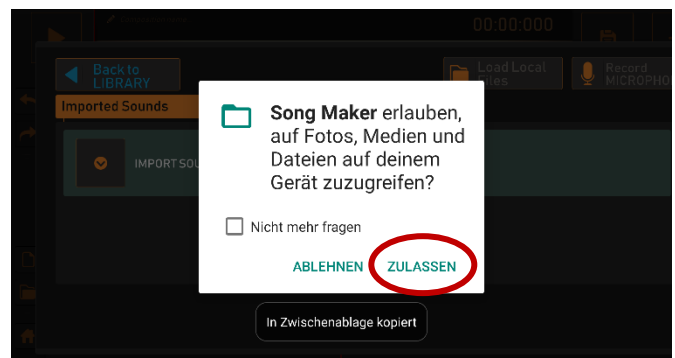 00:00:000
Back to
LIBRARY
Load Local
Files
Record
MICROPHO
Imported Sounds
IMPORT SOU
Song Maker erlauben,
auf Fotos, Medien und
Dateien auf deinem
Gerät zuzugreifen?
Nicht mehr fragen
ABLEHNEN ZULASSEN
In Zwischenablage kopiert